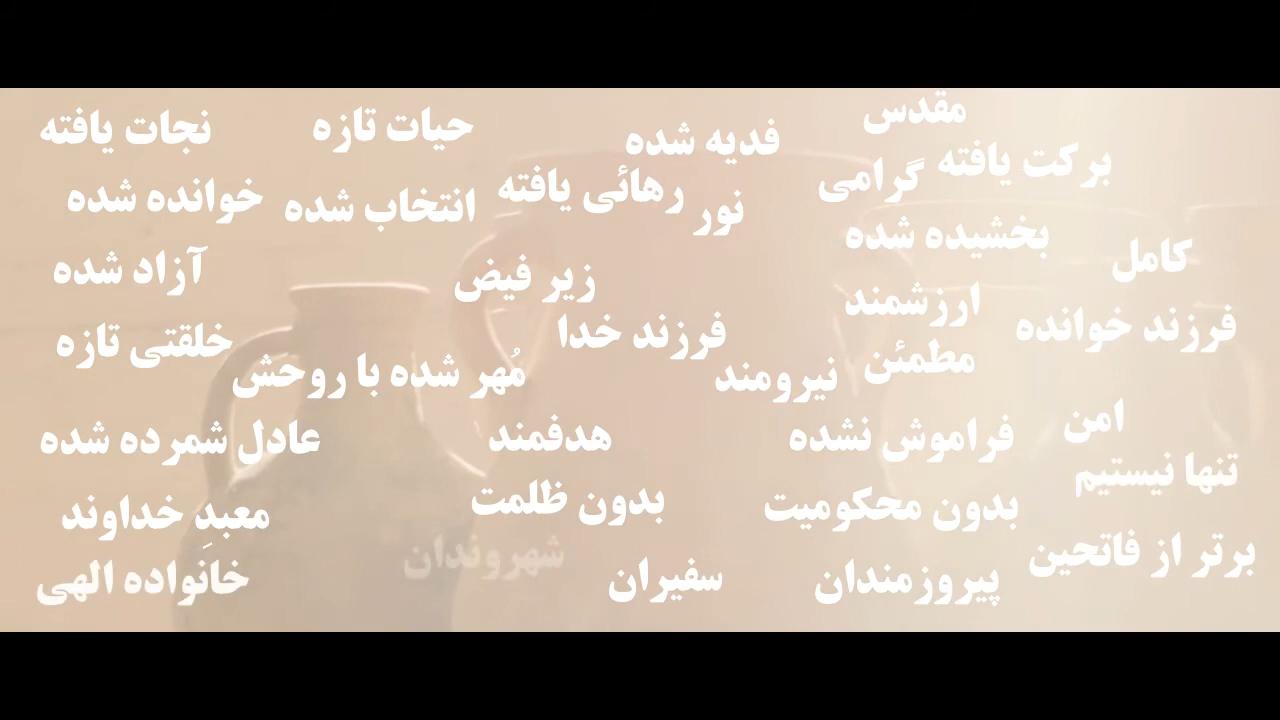 مقدس
حیات تازه
نجات یافته
فدیه شده
برکت یافته
گرامی
رهائی یافته
نور
انتخاب شده
خوانده شده
بخشیده شده
کامل
زیر فیض
آزاد شده
ارزشمند
فرزند خوانده
فرزند خدا
خلقتی تازه
مطمئن
نیرومند
مُهر شده با روحش
امن
فراموش نشده
هدفمند
عادل شمرده شده
تنها نیستیم
بدون محکومیت
بدون ظلمت
معبدِ خداوند
برتر از فاتحین
شهروندان
پیروزمندان
سفیران
خانواده الهی